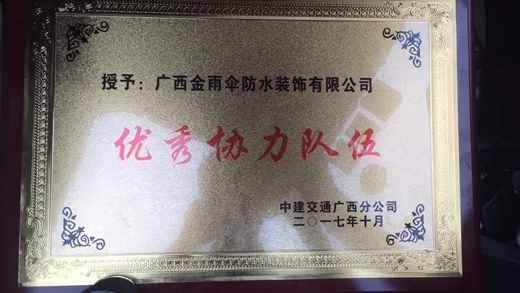 授予：广西金雨伞防水装饰有限公司
优秀协力队伍
中建交通广西分公司
二〇一七年十月